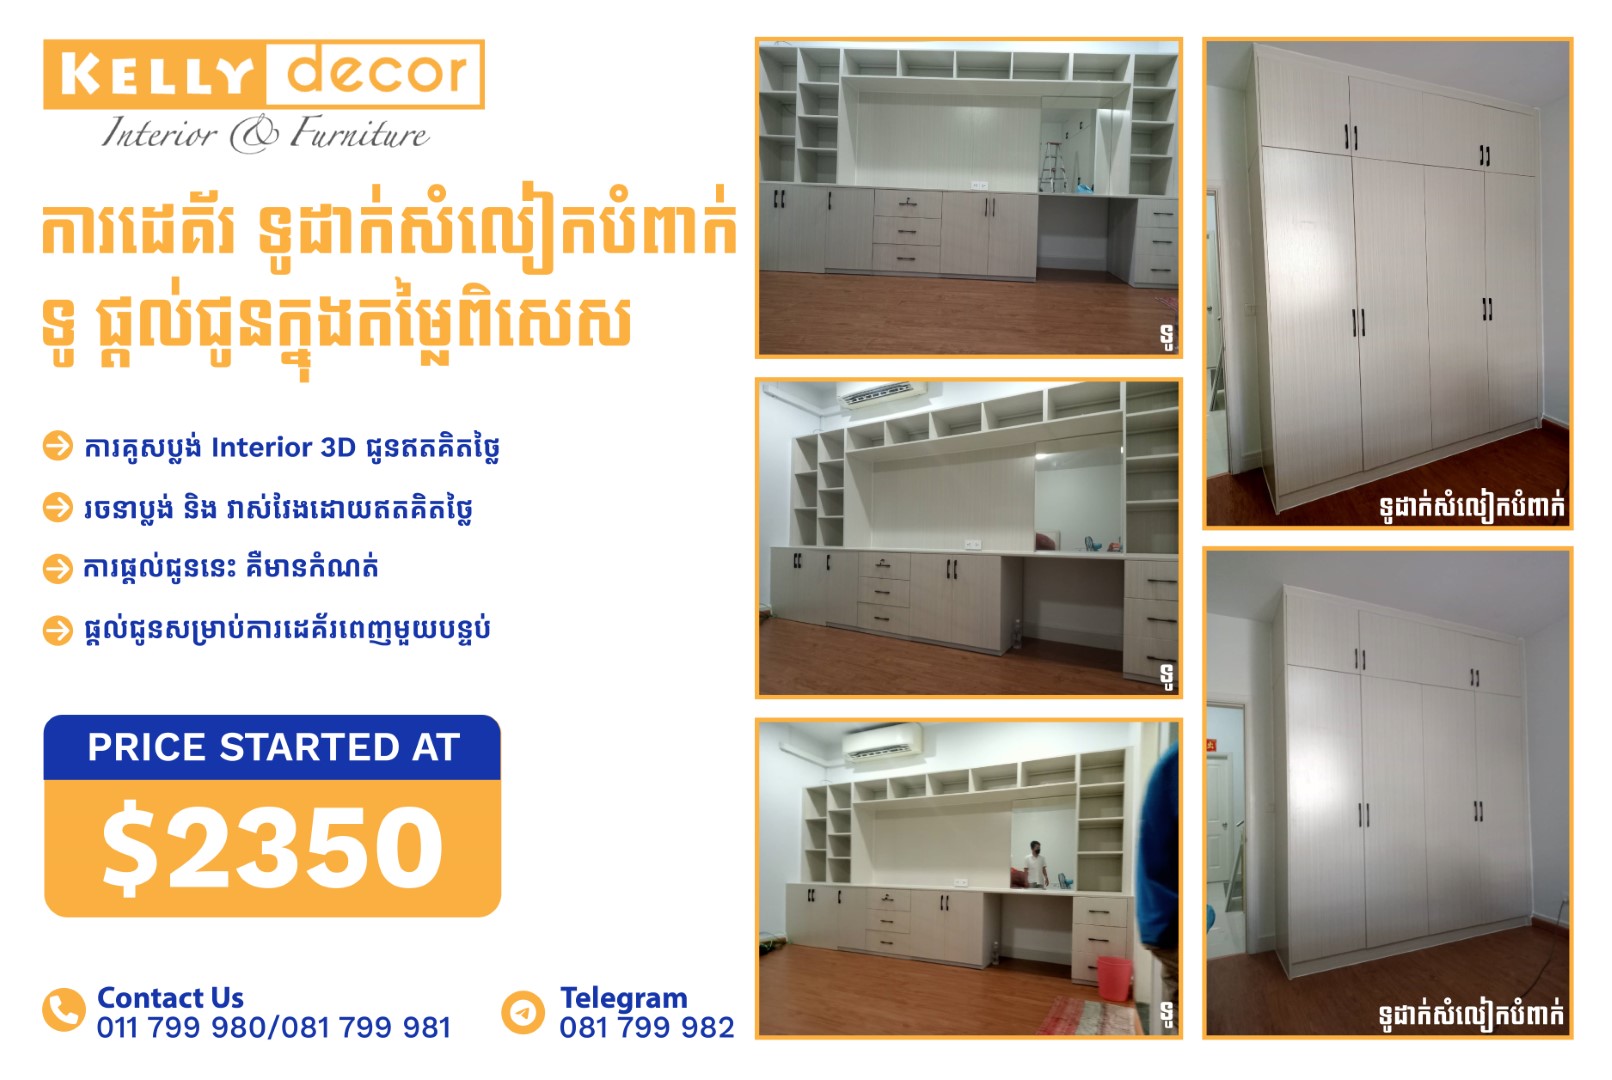 KELLY decor
Interior & Furniture
ការដេគ័រ ទូដាក់សំលៀកបំពាក់
ទូ ផ្តល់ជូនក្នុងតម្លៃពិសេស
ការគូសប្លង់ Interior 3D ជូនឥតគិតថ្លៃ
រចនាប្លង់ និង វាស់វែងដោយឥតគិតថ្លៃ
ការផ្តល់ជូននេះ គឺមានកំណត់
ផ្តល់ជូនសម្រាប់ការដេគ័រពេញមួយបន្ទប់
PRICE STARTED AT
$2350
Contact Us
011 799 980/081 799 981
Telegram
081 799 982
ទូ
ទូ
ទូ
ទូដាក់សំលៀកបំពាក់
ទូដាក់សំលៀកបំពាក់